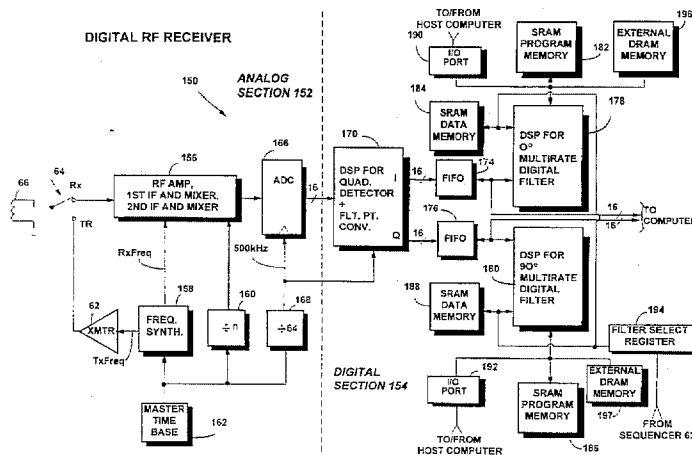 DIGITAL RF RECEIVER
150
ANALOG
SECTION 152
66
64
Rx
TR
156
RF AMP,
1ST IF AND MIXER,
2ND IF AND MIXER
166
ADC
16
RxFreq
500kHz
62
XMTR
TxFreq
158
FREQ.
SYNTH.
160
÷ n
168
÷64
MASTER
TIME
BASE
162
DIGITAL
SECTION 154
170
DSP FOR
QUAD.
DETECTOR
+
FLT. PT.
CONV.
I
Q
16
16
FIFO
174
176
FIFO
TO/FROM
HOST COMPUTER
190
I/O
PORT
SRAM
PROGRAM
MEMORY
182
EXTERNAL
DRAM
MEMORY
196
184
SRAM
DATA
MEMORY
178
DSP FOR
0°
MULTIRATE
DIGITAL
FILTER
16
16
TO
COMPUTER
180
DSP FOR
90°
MULTIRATE
DIGITAL
FILTER
188
SRAM
DATA
MEMORY
194
FILTER SELECT
REGISTER
192
I/O
PORT
TO/FROM
HOST COMPUTER
SRAM
PROGRAM
MEMORY
186
EXTERNAL
DRAM
MEMORY
197
FROM
SEQUENCER